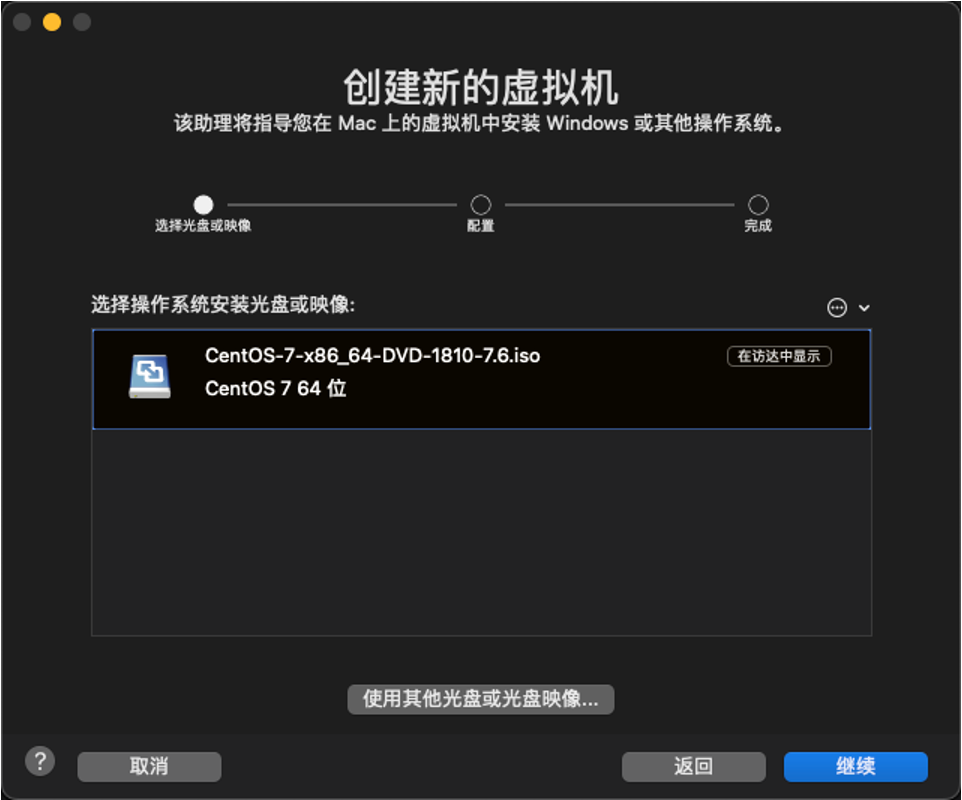 创建新的虚拟机
该助理将指导您在 Mac 上的虚拟机中安装 Windows 或其他操作系统。
选择光盘或映像
配置
完成
选择操作系统安装光盘或映像:
CentOS-7-x86_64-DVD-1810-7.6.iso
在访达中显示
CentOS 7 64 位
使用其他光盘或光盘映像...
?
取消
返回
继续